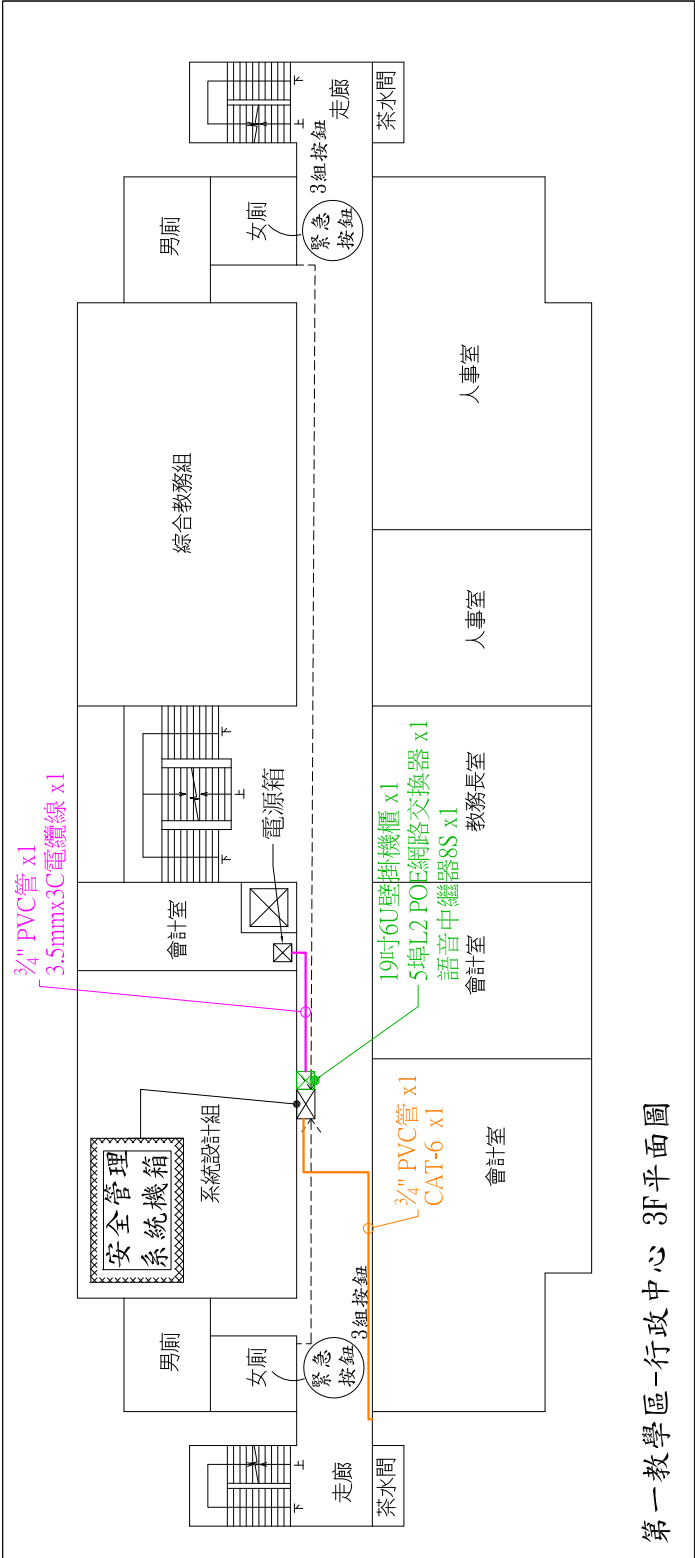 第一教學區-行政中心 3F平面圖
男廁
女廁
緊急
按鈕
3組按鈕
上
下
走廊
茶水間
安全管理
系統機箱
系統設計組
會計室
3/4" PVC管 x1
3.5mmx3C電纜線 x1
電源箱
下
上
下
綜合教務組
男廁
女廁
緊急
按鈕
3組按鈕
上
下
走廊
茶水間
3/4" PVC管 x1
CAT-6 x1
會計室
19吋6U壁掛機櫃 x1
5埠L2 POE網路交換器 x1
語音中繼器8S x1
會計室
教務長室
人事室
人事室